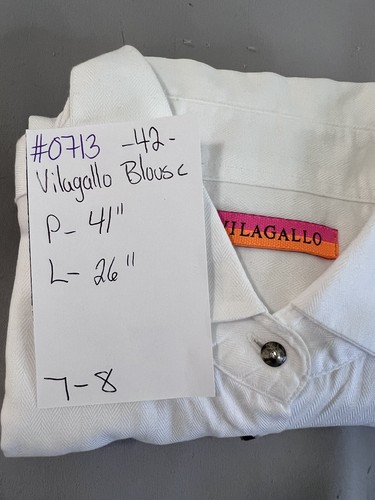 #0713 -42-
Vilagallo Blouse
P- 41"
L- 26"
7-8
VILAGALLO